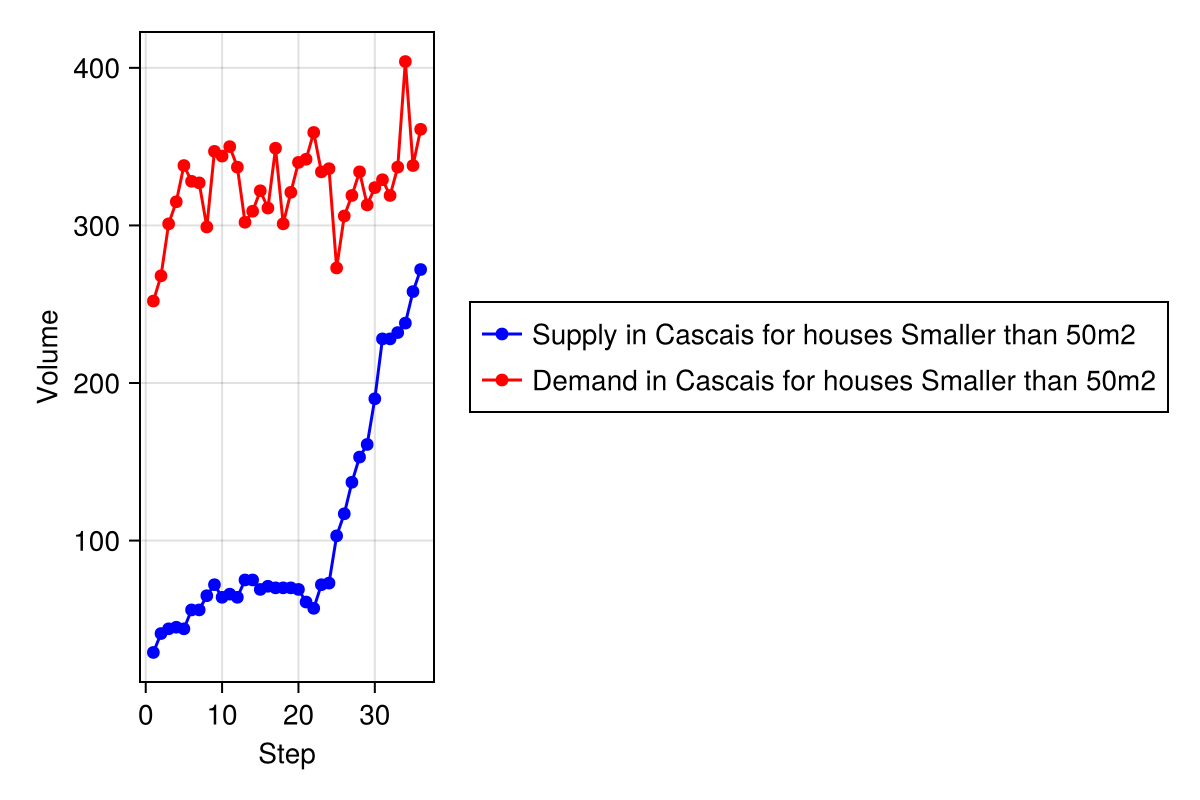 400
300
200
100
Volume
0 10 20 30
Step
Supply in Cascais for houses Smaller than 50m2
Demand in Cascais for houses Smaller than 50m2